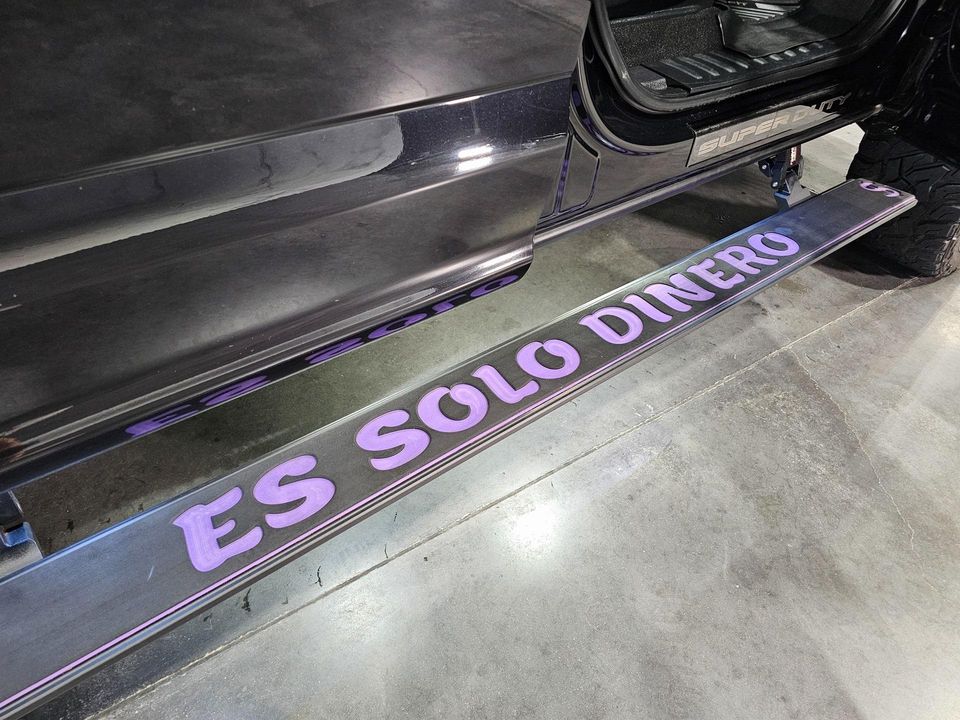 SUPER DUTY
ES SOLO DINERO